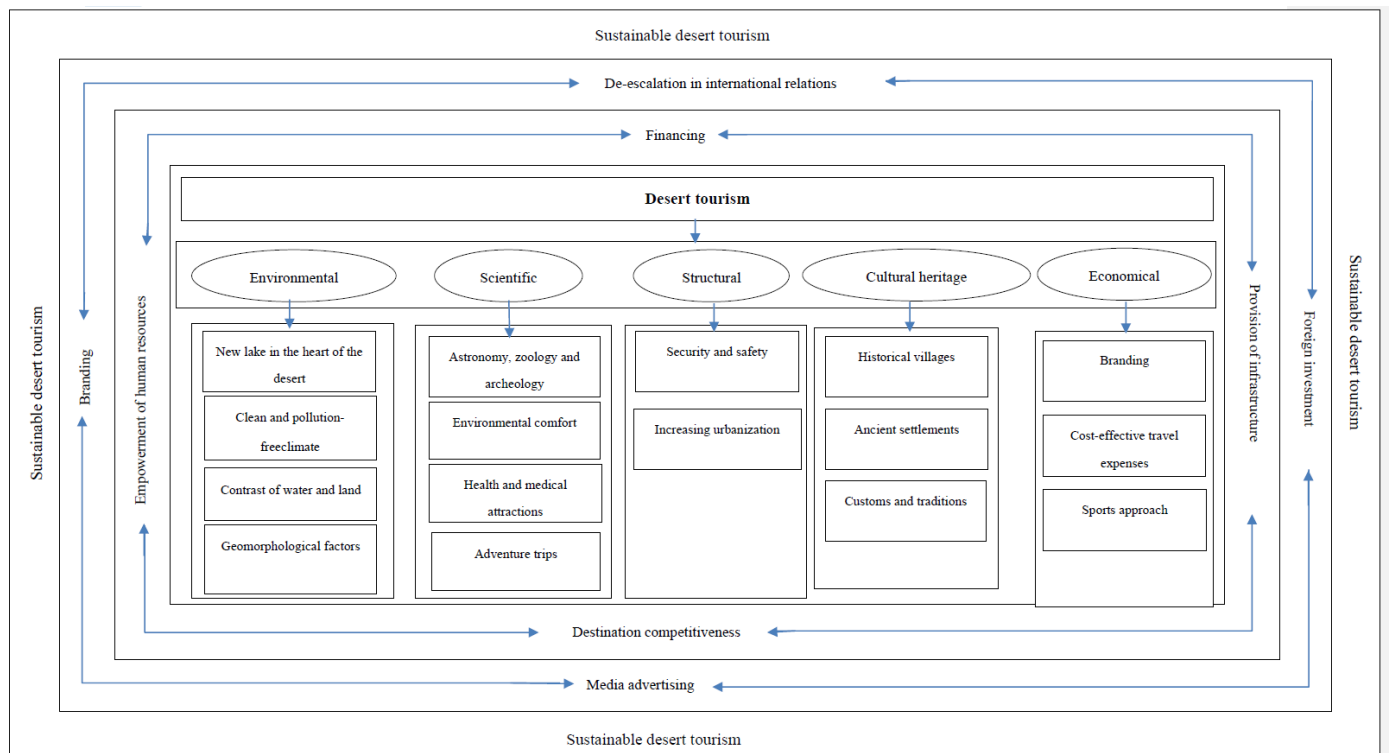 Sustainable desert tourism
De-escalation in international relations
Financing
Desert tourism
Environmental
Scientific
Structural
Cultural heritage
Economical
New lake in the heart of the
desert
Clean and pollution-
freeclimate
Contrast of water and land
Geomorphological factors
Astronomy, zoology and
archeology
Environmental comfort
Health and medical
attractions
Adventure trips
Security and safety
Increasing urbanization
Historical villages
Ancient settlements
Customs and traditions
Branding
Cost-effective travel
expenses
Sports approach
Sustainable desert tourism
Branding
Empowerment of human resources
Provision of infrastructure
Foreign investment
Sustainable desert tourism
Destination competitiveness
Media advertising
Sustainable desert tourism